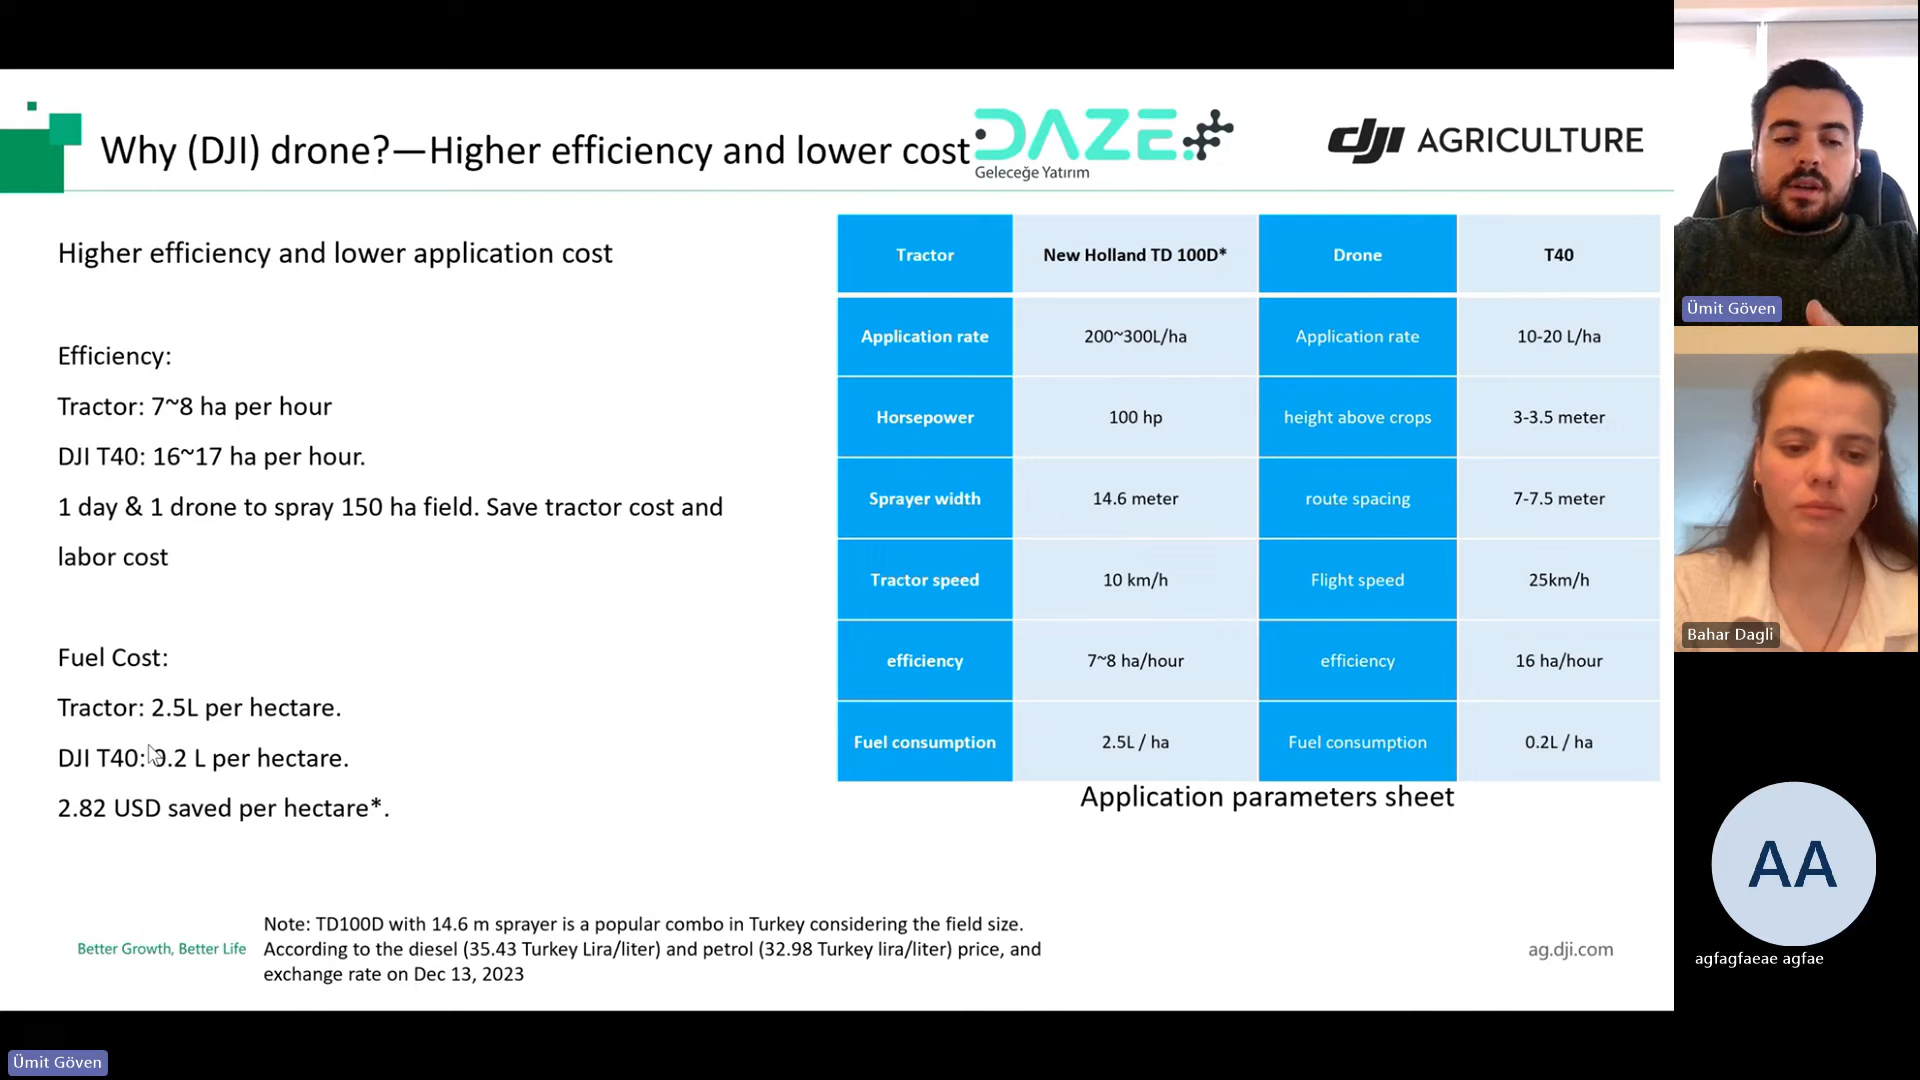 Why (DJI) drone?—Higher efficiency and lower cost
DAZE
Geleceğe Yatırım
dji AGRICULTURE
Higher efficiency and lower application cost
Efficiency:
Tractor: 7~8 ha per hour
DJI T40: 16~17 ha per hour.
1 day & 1 drone to spray 150 ha field. Save tractor cost and
labor cost
Fuel Cost:
Tractor: 2.5L per hectare.
DJI T40: 0.2 L per hectare.
2.82 USD saved per hectare*.
Tractor New Holland TD 100D* Drone T40
Application rate 200~300L/ha Application rate 10-20 L/ha
Horsepower 100 hp height above crops 3-3.5 meter
Sprayer width 14.6 meter route spacing 7-7.5 meter
Tractor speed 10 km/h Flight speed 25km/h
efficiency 7~8 ha/hour efficiency 16 ha/hour
Fuel consumption 2.5L / ha Fuel consumption 0.2L / ha
Application parameters sheet
Better Growth, Better Life
Note: TD100D with 14.6 m sprayer is a popular combo in Turkey considering the field size.
According to the diesel (35.43 Turkey Lira/liter) and petrol (32.98 Turkey lira/liter) price, and
exchange rate on Dec 13, 2023
ag.dji.com
Ümit Göven
Bahar Dagli
AA
agfagfaeae agfae
Ümit Göven